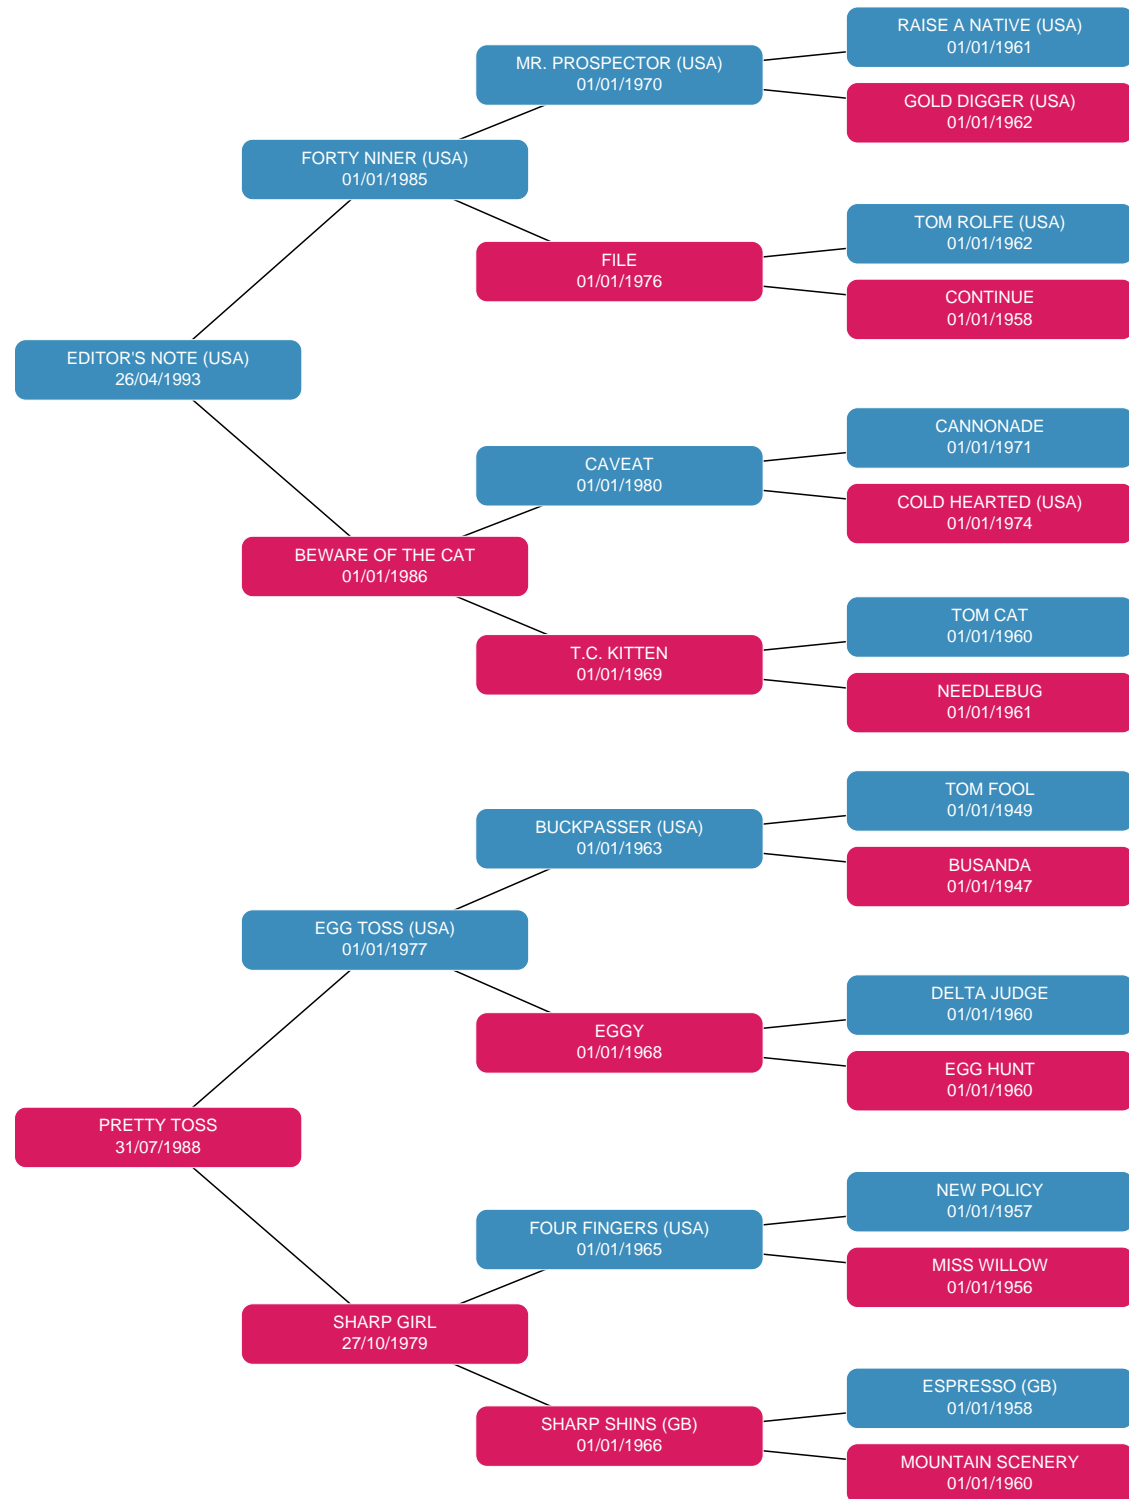 RAISE A NATIVE (USA)
01/01/1961
MR. PROSPECTOR (USA)
01/01/1970
GOLD DIGGER (USA)
01/01/1962
FORTY NINER (USA)
01/01/1985
TOM ROLFE (USA)
01/01/1962
FILE
01/01/1976
CONTINUE
01/01/1958
EDITOR'S NOTE (USA)
26/04/1993
CANNONADE
01/01/1971
CAVEAT
01/01/1980
COLD HEARTED (USA)
01/01/1974
BEWARE OF THE CAT
01/01/1986
TOM CAT
01/01/1960
T.C. KITTEN
01/01/1969
NEEDLEBUG
01/01/1961
TOM FOOL
01/01/1949
BUCKPASSER (USA)
01/01/1963
BUSANDA
01/01/1947
EGG TOSS (USA)
01/01/1977
DELTA JUDGE
01/01/1960
EGGY
01/01/1968
EGG HUNT
01/01/1960
PRETTY TOSS
31/07/1988
NEW POLICY
01/01/1957
FOUR FINGERS (USA)
01/01/1965
MISS WILLOW
01/01/1956
SHARP GIRL
27/10/1979
ESPRESSO (GB)
01/01/1958
SHARP SHINS (GB)
01/01/1966
MOUNTAIN SCENERY
01/01/1960